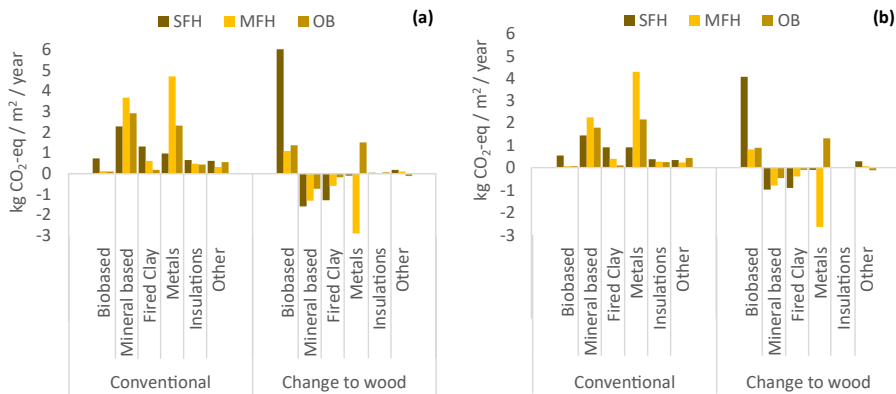 (a)
SFH MFH OB
kg CO₂-eq / m² / year
6
5
4
3
2
1
0
-1
-2
-3
Biobased
Mineral based
Fired Clay
Metals
Insulations
Other
Biobased
Mineral based
Fired Clay
Metals
Insulations
Other
Conventional
Change to wood
(b)
SFH MFH OB
kg CO₂-eq / m² / year
6
5
4
3
2
1
0
-1
-2
-3
Biobased
Mineral based
Fired Clay
Metals
Insulations
Other
Biobased
Mineral based
Fired Clay
Metals
Insulations
Other
Conventional
Change to wood